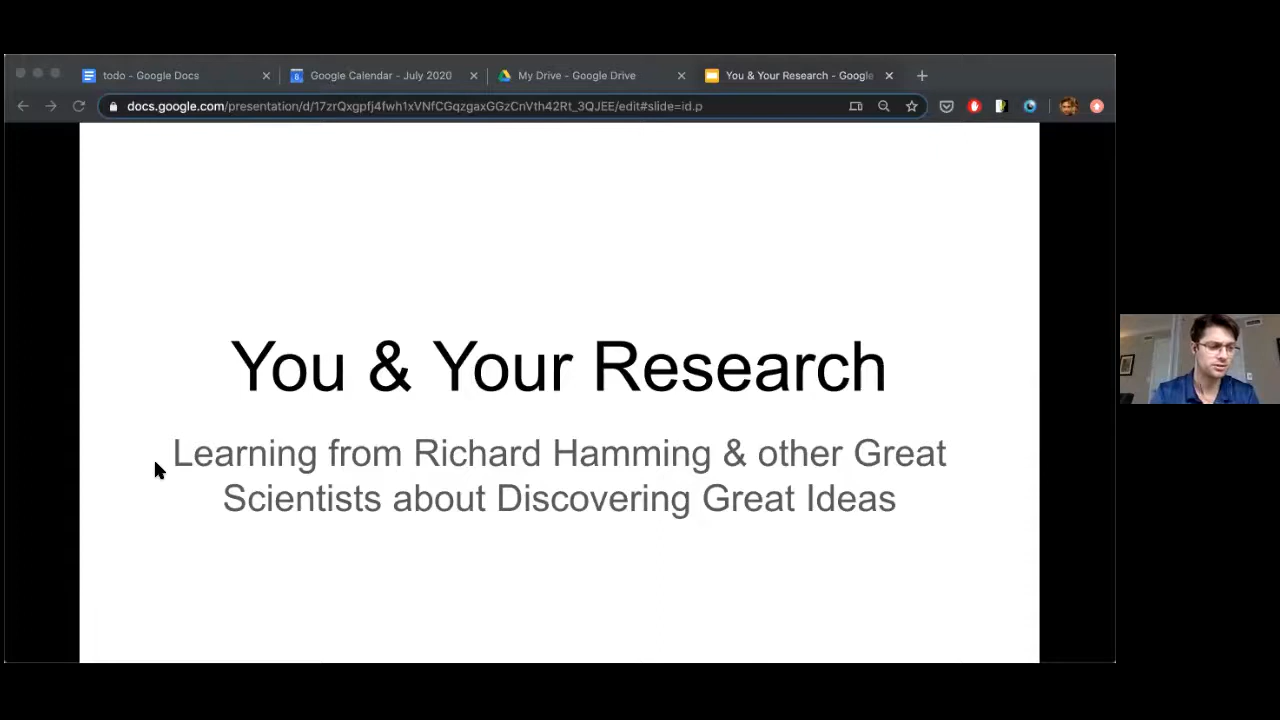 todo - Google Docs
Google Calendar - July 2020
My Drive - Google Drive
You & Your Research - Google
docs.google.com/presentation/d/17zrQxgpfj4fwh1xVNfCGqzgaxGGzCnVth42Rt_3QJEE/edit#slide=id.p
You & Your Research
Learning from Richard Hamming & other Great
Scientists about Discovering Great Ideas